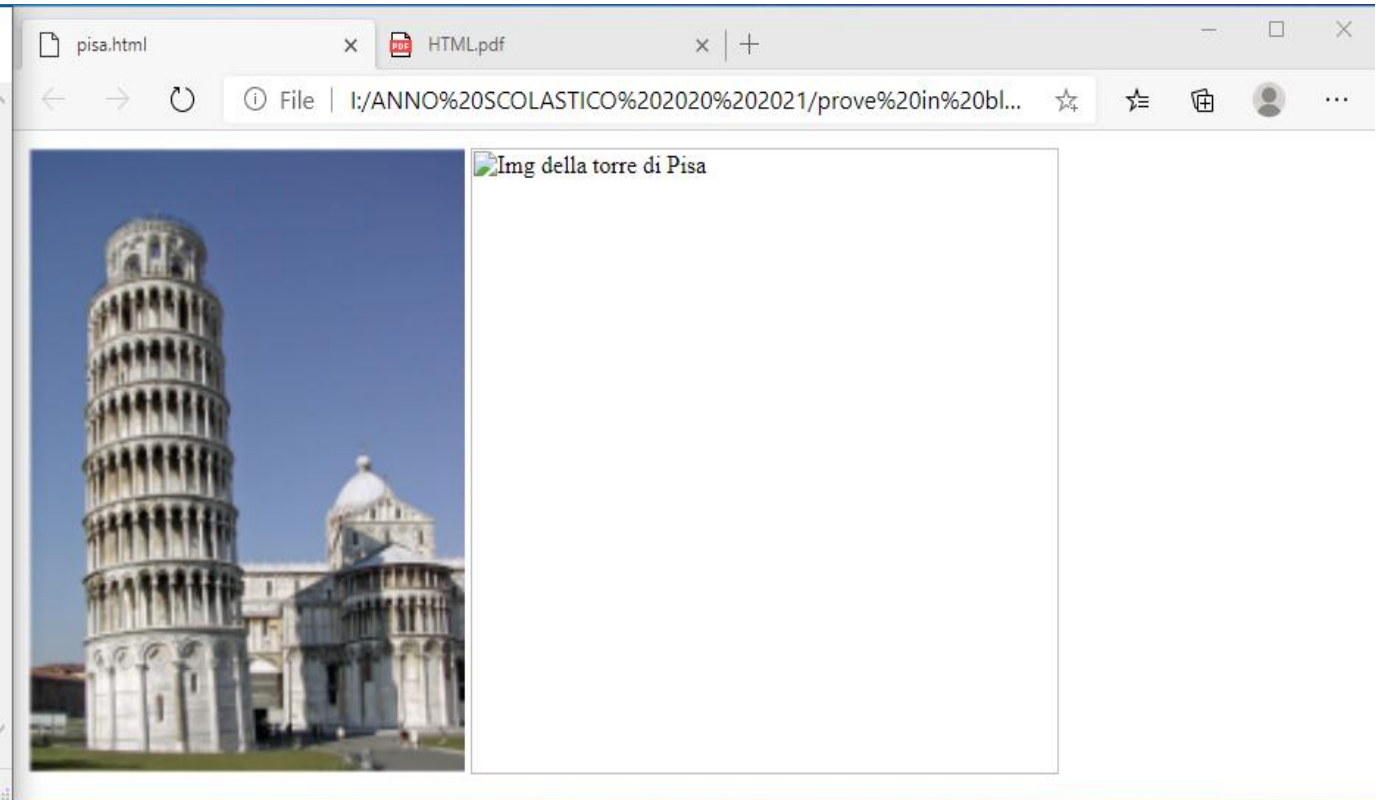 pisa.html
HTML.pdf
File | I:/ANNO%20SCOLASTICO%202020%202021/prove%20in%20bl...
Img della torre di Pisa